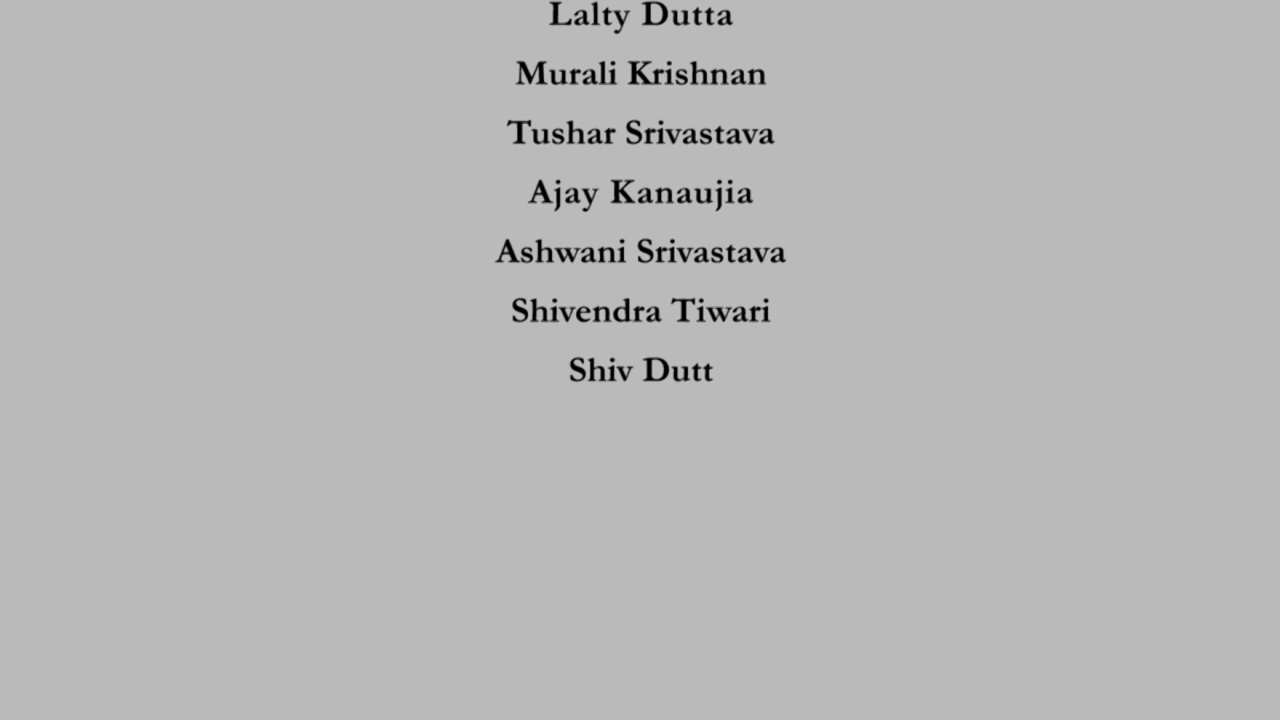 Lalty Dutta
Murali Krishnan
Tushar Srivastava
Ajay Kanaujia
Ashwani Srivastava
Shivendra Tiwari
Shiv Dutt